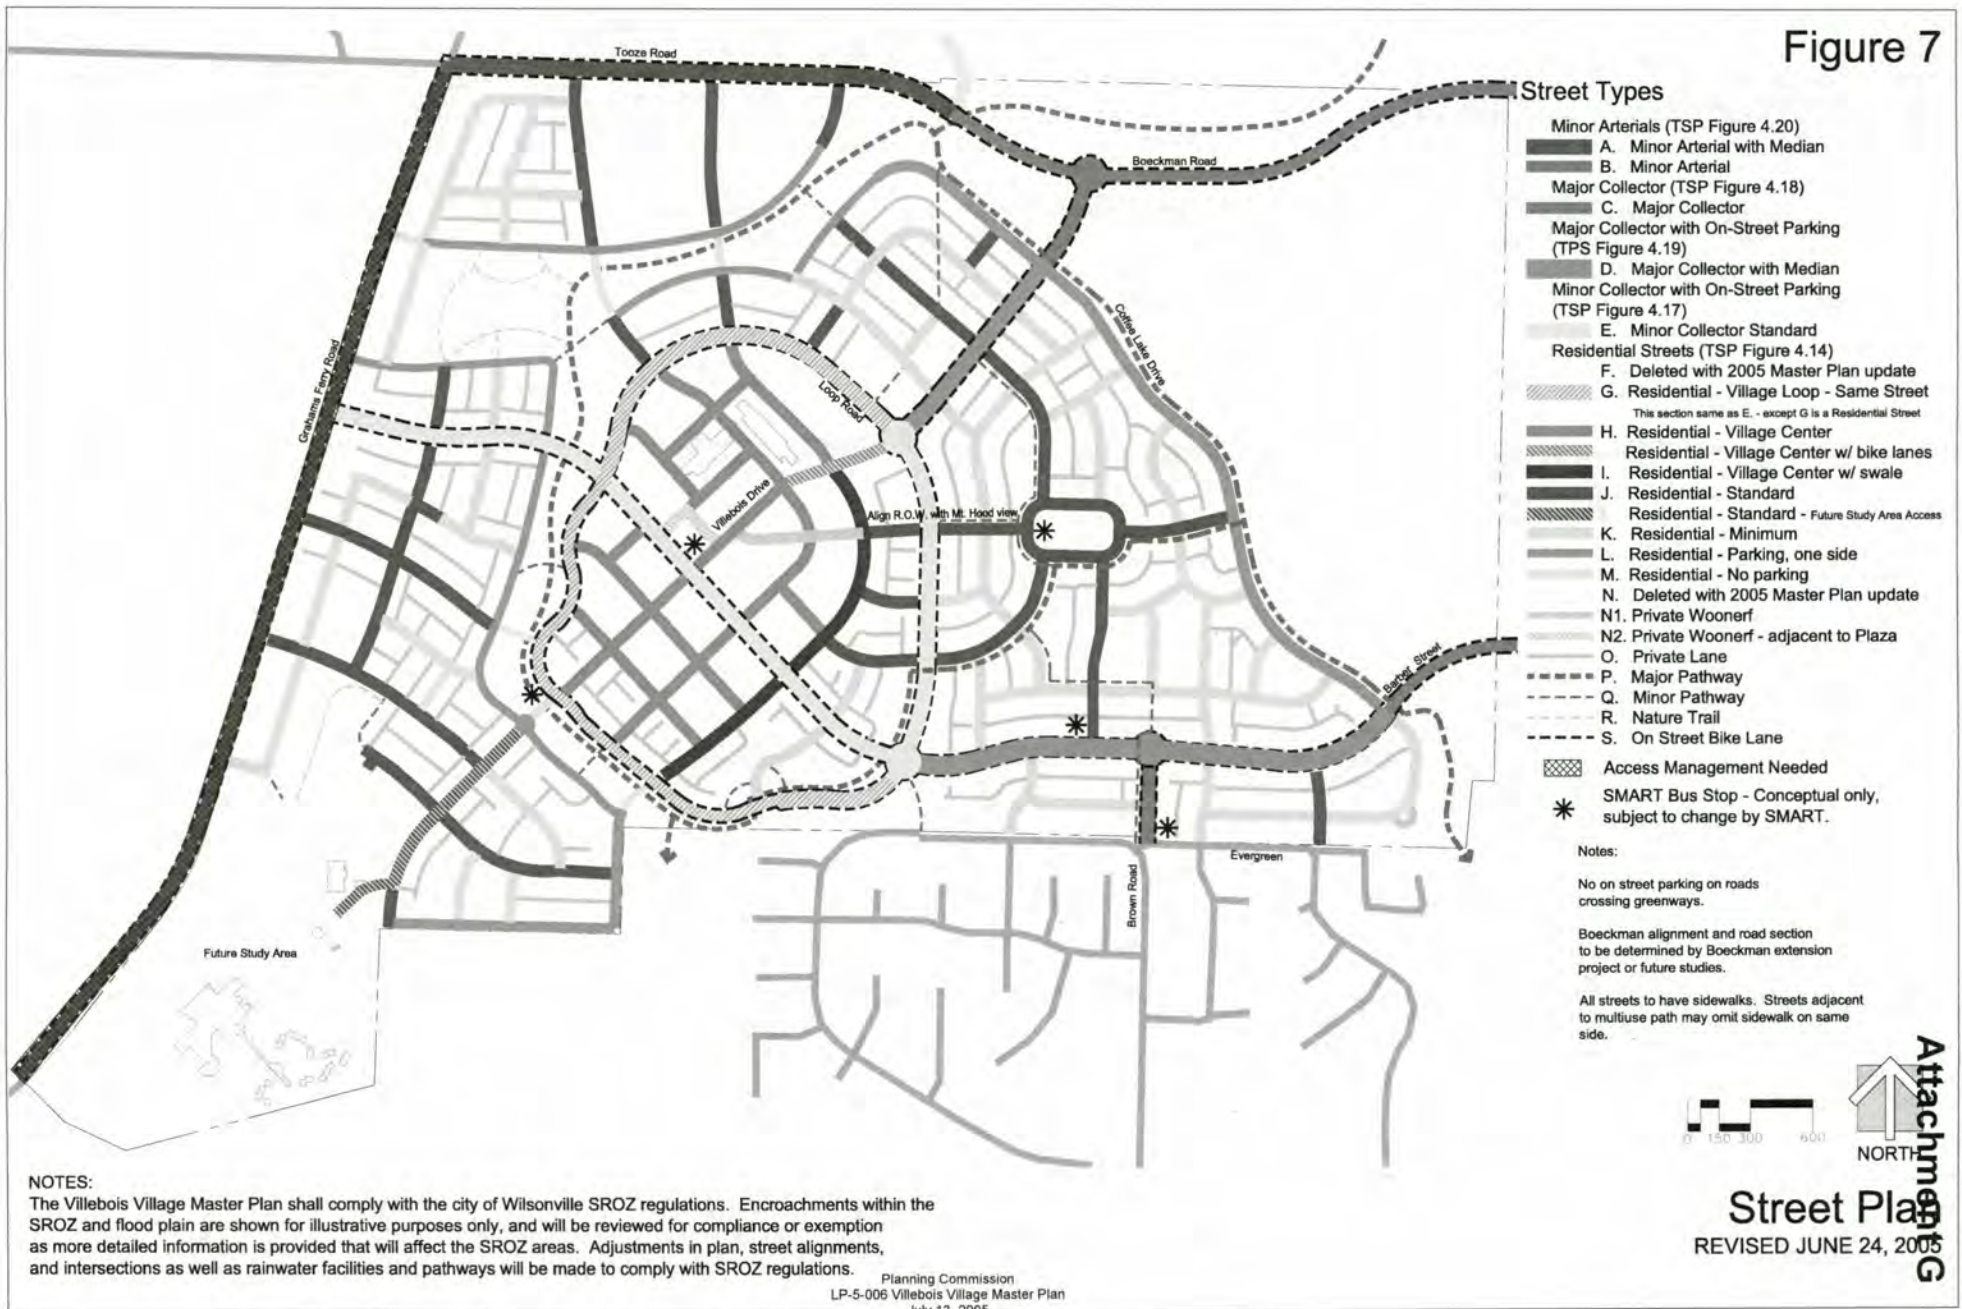 Figure 7
Street Types
Minor Arterials (TSP Figure 4.20)
A. Minor Arterial with Median
B. Minor Arterial
Major Collector (TSP Figure 4.18)
C. Major Collector
Major Collector with On-Street Parking
(TPS Figure 4.19)
D. Major Collector with Median
Minor Collector with On-Street Parking
(TSP Figure 4.17)
E. Minor Collector Standard
Residential Streets (TSP Figure 4.14)
F. Deleted with 2005 Master Plan update
G. Residential - Village Loop - Same Street
This section same as E. - except G is a Residential Street
H. Residential - Village Center
Residential - Village Center w/ bike lanes
I. Residential - Village Center w/ swale
J. Residential - Standard
Residential - Standard - Future Study Area Access
K. Residential - Minimum
L. Residential - Parking, one side
M. Residential - No parking
N. Deleted with 2005 Master Plan update
N1. Private Woonerf
N2. Private Woonerf - adjacent to Plaza
O. Private Lane
P. Major Pathway
Q. Minor Pathway
R. Nature Trail
S. On Street Bike Lane
Access Management Needed
SMART Bus Stop - Conceptual only,
subject to change by SMART.
Notes:
No on street parking on roads
crossing greenways.
Boeckman alignment and road section
to be determined by Boeckman extension
project or future studies.
All streets to have sidewalks. Streets adjacent
to multiuse path may omit sidewalk on same
side.
0 150 300 600
NORTH
Attachment G
Street Plan
REVISED JUNE 24, 2005
Tooze Road
Boeckman Road
Grahams Ferry Road
Coffee Lake Drive
Loop Road
Villebois Drive
Align R.O.W. with Mt. Hood view
Barber Street
Evergreen
Brown Road
Future Study Area
NOTES:
The Villebois Village Master Plan shall comply with the city of Wilsonville SROZ regulations. Encroachments within the
SROZ and flood plain are shown for illustrative purposes only, and will be reviewed for compliance or exemption
as more detailed information is provided that will affect the SROZ areas. Adjustments in plan, street alignments,
and intersections as well as rainwater facilities and pathways will be made to comply with SROZ regulations.
Planning Commission
LP-5-006 Villebois Village Master Plan
July 13, 2005